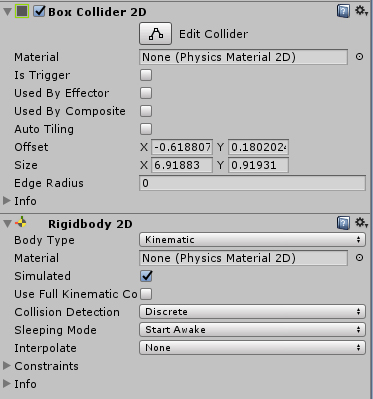 Box Collider 2D
Edit Collider
Material None (Physics Material 2D)
Is Trigger
Used By Effector
Used By Composite
Auto Tiling
Offset X -0.618807 Y 0.1802024
Size X 6.91883 Y 0.91931
Edge Radius 0
Info
Rigidbody 2D
Body Type Kinematic
Material None (Physics Material 2D)
Simulated
Use Full Kinematic Co
Collision Detection Discrete
Sleeping Mode Start Awake
Interpolate None
Constraints
Info